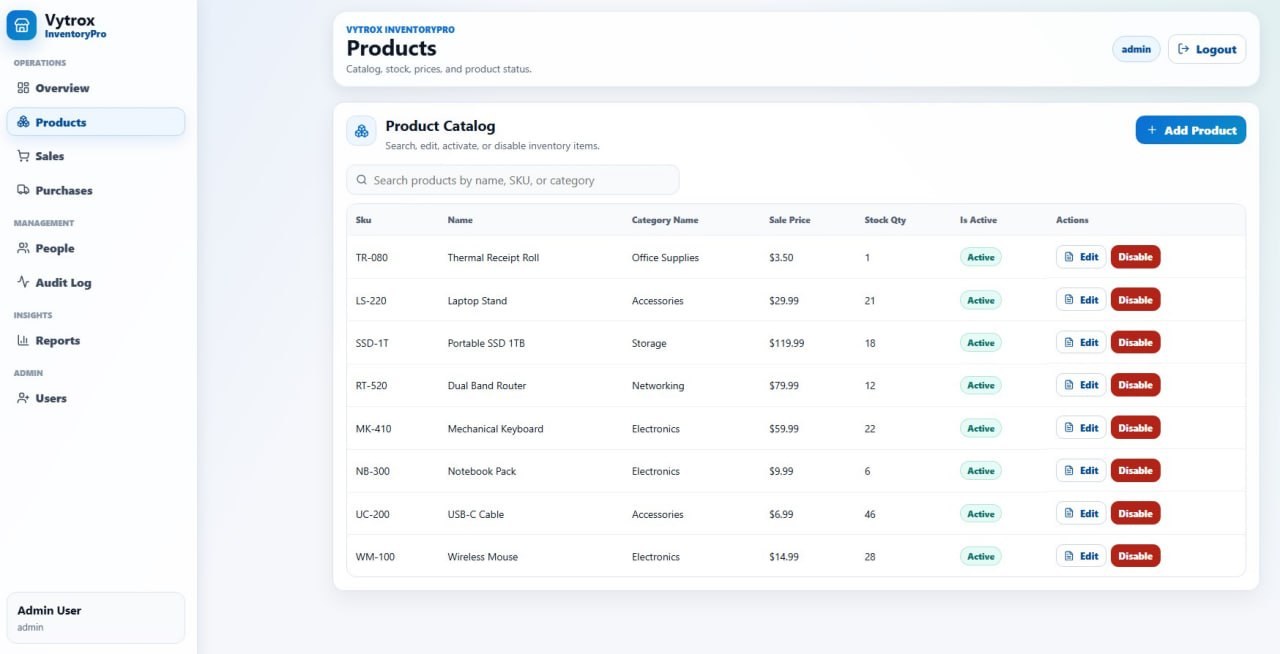 Vytrox
InventoryPro
OPERATIONS
Overview
Products
Sales
Purchases
MANAGEMENT
People
Audit Log
INSIGHTS
Reports
ADMIN
Users
Admin User
admin
VYTROX INVENTORYPRO
Products
Catalog, stock, prices, and product status.
admin
Logout
Product Catalog
Search, edit, activate, or disable inventory items.
+ Add Product
Search products by name, SKU, or category
Sku Name Category Name Sale Price Stock Qty Is Active Actions
TR-080 Thermal Receipt Roll Office Supplies $3.50 1 Active Edit Disable
LS-220 Laptop Stand Accessories $29.99 21 Active Edit Disable
SSD-1T Portable SSD 1TB Storage $119.99 18 Active Edit Disable
RT-520 Dual Band Router Networking $79.99 12 Active Edit Disable
MK-410 Mechanical Keyboard Electronics $59.99 22 Active Edit Disable
NB-300 Notebook Pack Electronics $9.99 6 Active Edit Disable
UC-200 USB-C Cable Accessories $6.99 46 Active Edit Disable
WM-100 Wireless Mouse Electronics $14.99 28 Active Edit Disable